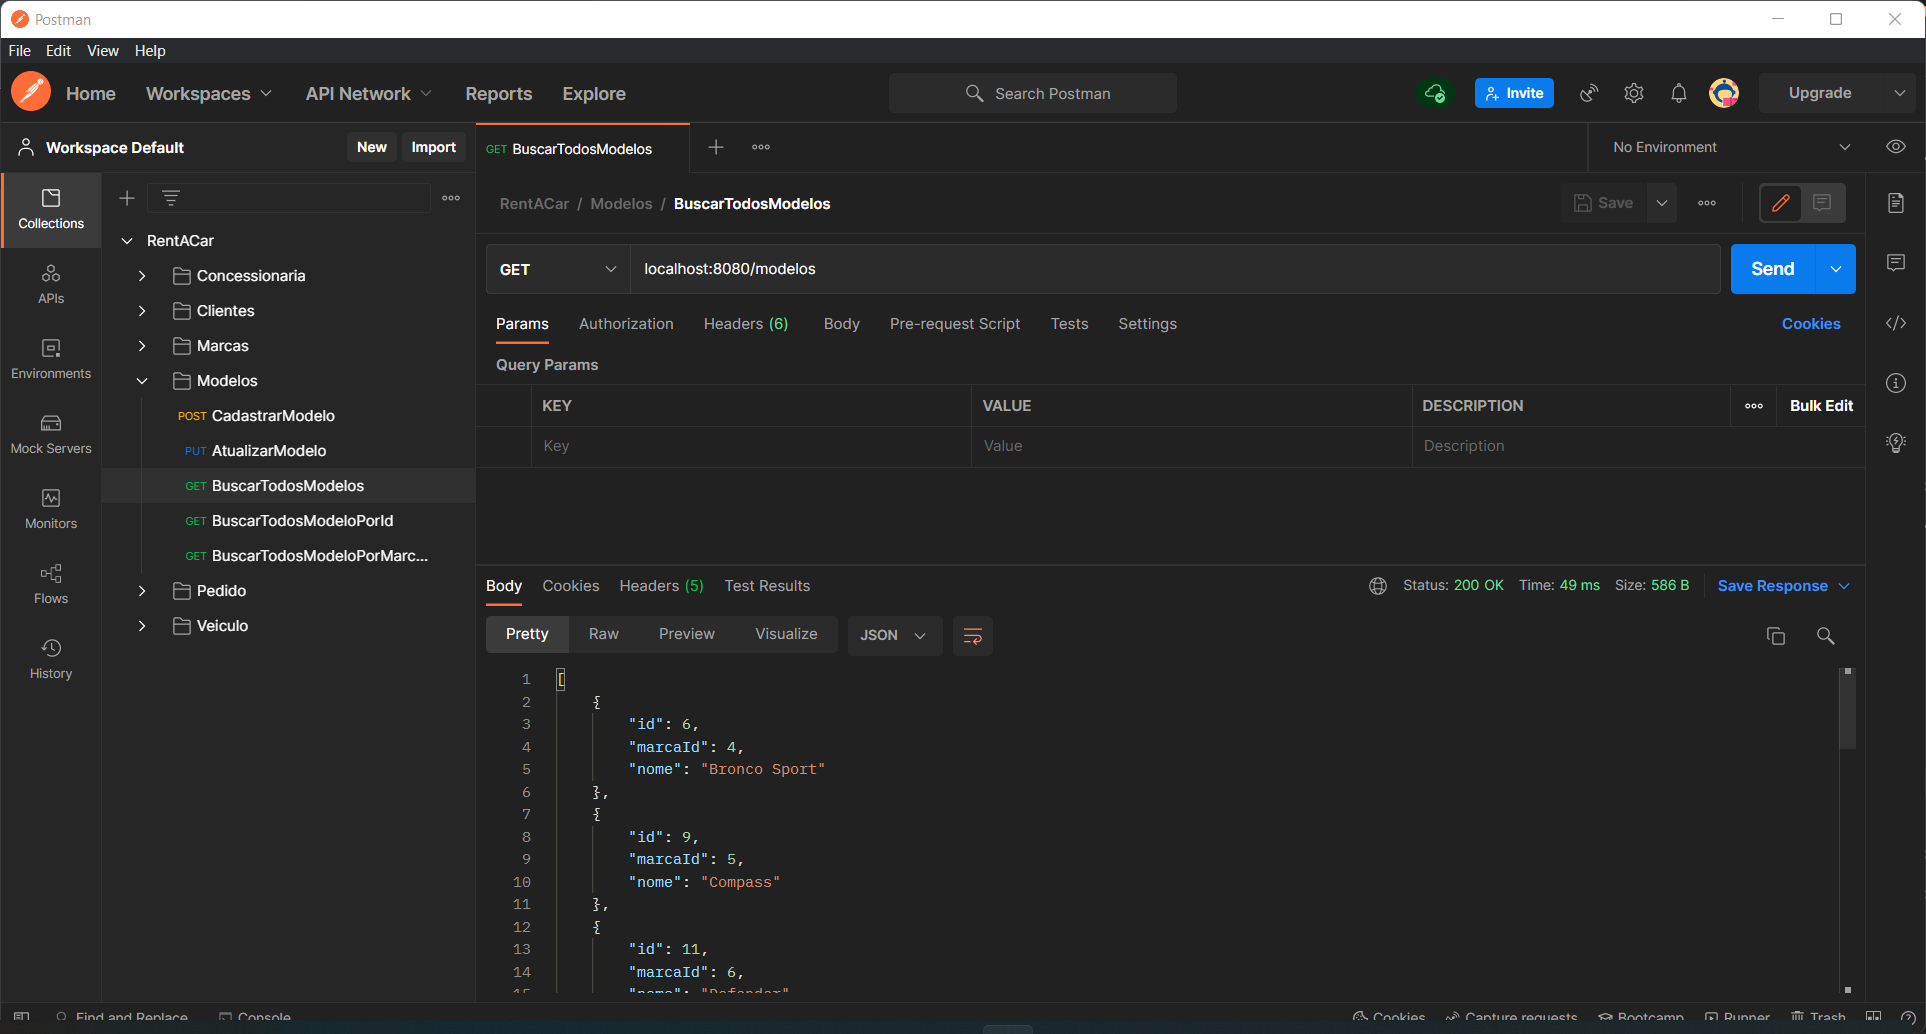 Postman
File Edit View Help
Home Workspaces API Network Reports Explore Search Postman Invite Upgrade
Workspace Default New Import
GET BuscarTodosModelos
No Environment
Collections
APIs
Environments
Mock Servers
Monitors
Flows
History
RentACar
Concessionaria
Clientes
Marcas
Modelos
POST CadastrarModelo
PUT AtualizarModelo
GET BuscarTodosModelos
GET BuscarTodosModeloPorId
GET BuscarTodosModeloPorMarc...
Pedido
Veiculo
RentACar / Modelos / BuscarTodosModelos
Save
GET localhost:8080/modelos Send
Params Authorization Headers (6) Body Pre-request Script Tests Settings Cookies
Query Params
KEY VALUE DESCRIPTION Bulk Edit
Key Value Description
Body Cookies Headers (5) Test Results Status: 200 OK Time: 49 ms Size: 586 B Save Response
Pretty Raw Preview Visualize JSON
1 [
2 {
3 "id": 6,
4 "marcaId": 4,
5 "nome": "Bronco Sport"
6 },
7 {
8 "id": 9,
9 "marcaId": 5,
10 "nome": "Compass"
11 },
12 {
13 "id": 11,
14 "marcaId": 6,
15 "nome": "Defender"
Find and Replace Console Cookies Capture requests Bootcamp Runner Trash